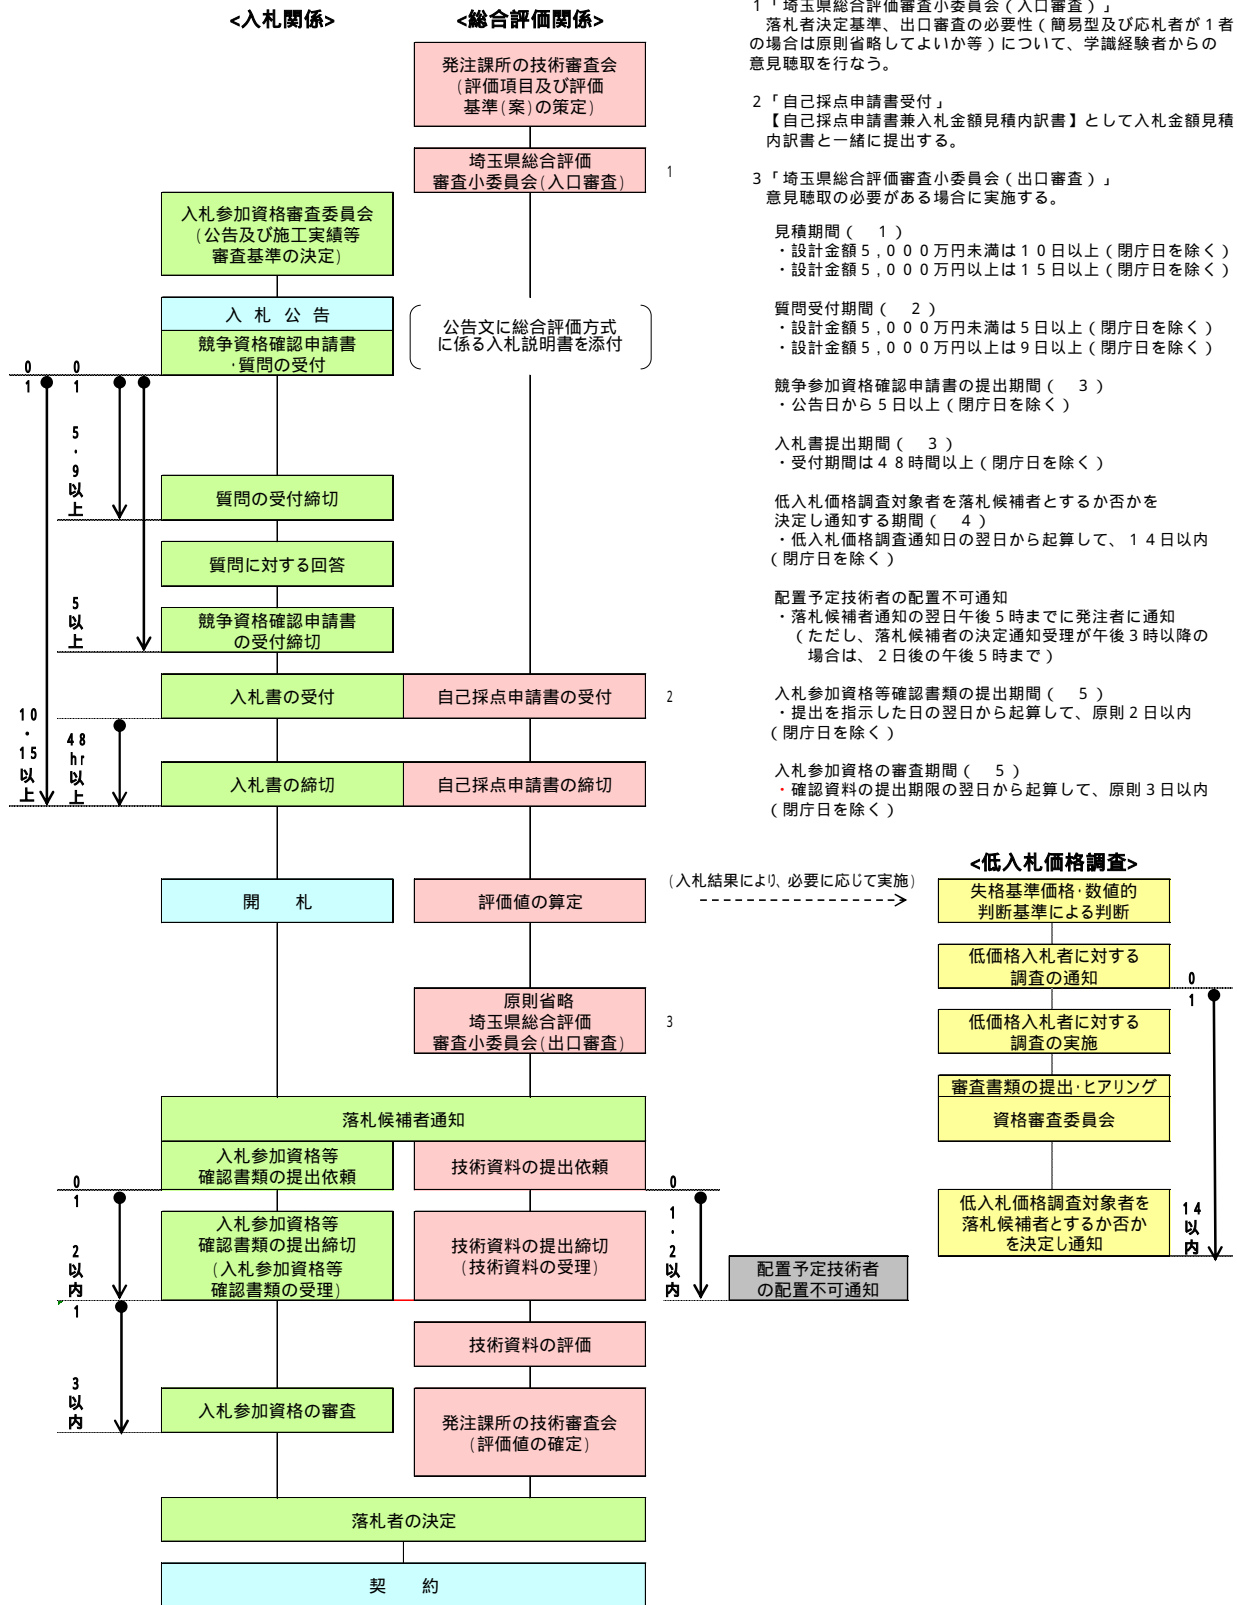 <入札関係>
<総合評価関係>
発注課所の技術審査会
(評価項目及び評価
基準(案)の策定)
埼玉県総合評価
審査小委員会(入口審査)
1
入札参加資格審査委員会
(公告及び施工実績等
審査基準の決定)
入 札 公 告
競争資格確認申請書
・質問の受付
公告文に総合評価方式
に係る入札説明書を添付
0
1
0
1
5
・
9
以
上
質問の受付締切
質問に対する回答
5
以
上
競争資格確認申請書
の受付締切
入札書の受付
自己採点申請書の受付
2
10
・
15
以
上
48
hr
以
上
入札書の締切
自己採点申請書の締切
開 札
評価値の算定
(入札結果により、必要に応じて実施)
原則省略
埼玉県総合評価
審査小委員会(出口審査)
3
落札候補者通知
入札参加資格等
確認書類の提出依頼
技術資料の提出依頼
0
1
2
以
内
入札参加資格等
確認書類の提出締切
(入札参加資格等
確認書類の受理)
技術資料の提出締切
(技術資料の受理)
0
1
・
2
以
内
配置予定技術者
の配置不可通知
1
3
以
内
技術資料の評価
入札参加資格の審査
発注課所の技術審査会
(評価値の確定)
落札者の決定
契 約
1「埼玉県総合評価審査小委員会(入口審査)」
落札者決定基準、出口審査の必要性(簡易型及び応札者が1者
の場合は原則省略してよいか等)について、学識経験者からの
意見聴取を行なう。
2「自己採点申請書受付」
【自己採点申請書兼入札金額見積内訳書】として入札金額見積
内訳書と一緒に提出する。
3「埼玉県総合評価審査小委員会(出口審査)」
意見聴取の必要がある場合に実施する。
見積期間( 1)
・設計金額5,000万円未満は10日以上(閉庁日を除く)
・設計金額5,000万円以上は15日以上(閉庁日を除く)
質問受付期間( 2)
・設計金額5,000万円未満は5日以上(閉庁日を除く)
・設計金額5,000万円以上は9日以上(閉庁日を除く)
競争参加資格確認申請書の提出期間( 3)
・公告日から5日以上(閉庁日を除く)
入札書提出期間( 3)
・受付期間は48時間以上(閉庁日を除く)
低入札価格調査対象者を落札候補者とするか否かを
決定し通知する期間( 4)
・低入札価格調査通知日の翌日から起算して、14日以内
(閉庁日を除く)
配置予定技術者の配置不可通知
・落札候補者通知の翌日午後5時までに発注者に通知
(ただし、落札候補者の決定通知受理が午後3時以降の
場合は、2日後の午後5時まで)
入札参加資格等確認書類の提出期間( 5)
・提出を指示した日の翌日から起算して、原則2日以内
(閉庁日を除く)
入札参加資格の審査期間( 5)
・確認資料の提出期限の翌日から起算して、原則3日以内
(閉庁日を除く)
<低入札価格調査>
失格基準価格・数値的
判断基準による判断
低価格入札者に対する
調査の通知
0
1
低価格入札者に対する
調査の実施
審査書類の提出・ヒアリング
資格審査委員会
低入札価格調査対象者を
落札候補者とするか否か
を決定し通知
14
以
内